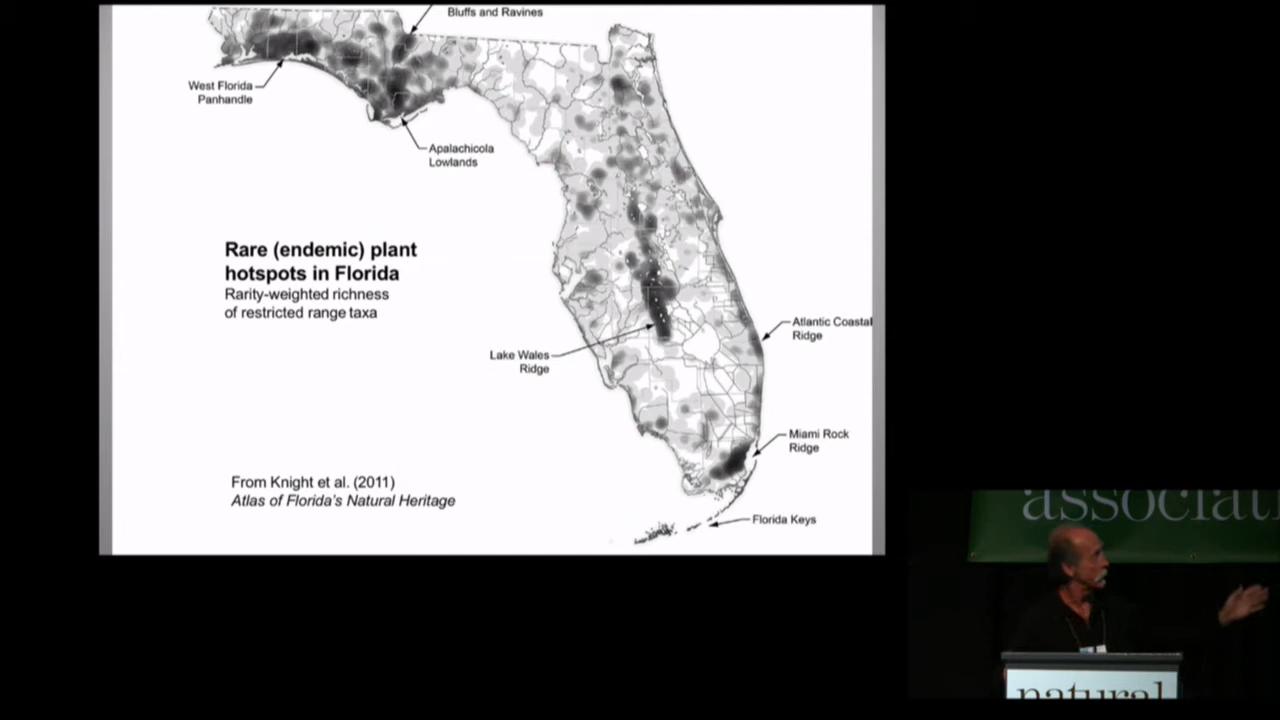 Bluffs and Ravines
West Florida
Panhandle
Apalachicola
Lowlands
Rare (endemic) plant
hotspots in Florida
Rarity-weighted richness
of restricted range taxa
Atlantic Coastal
Ridge
Lake Wales
Ridge
Miami Rock
Ridge
From Knight et al. (2011)
Atlas of Florida's Natural Heritage
Florida Keys
associati
natural